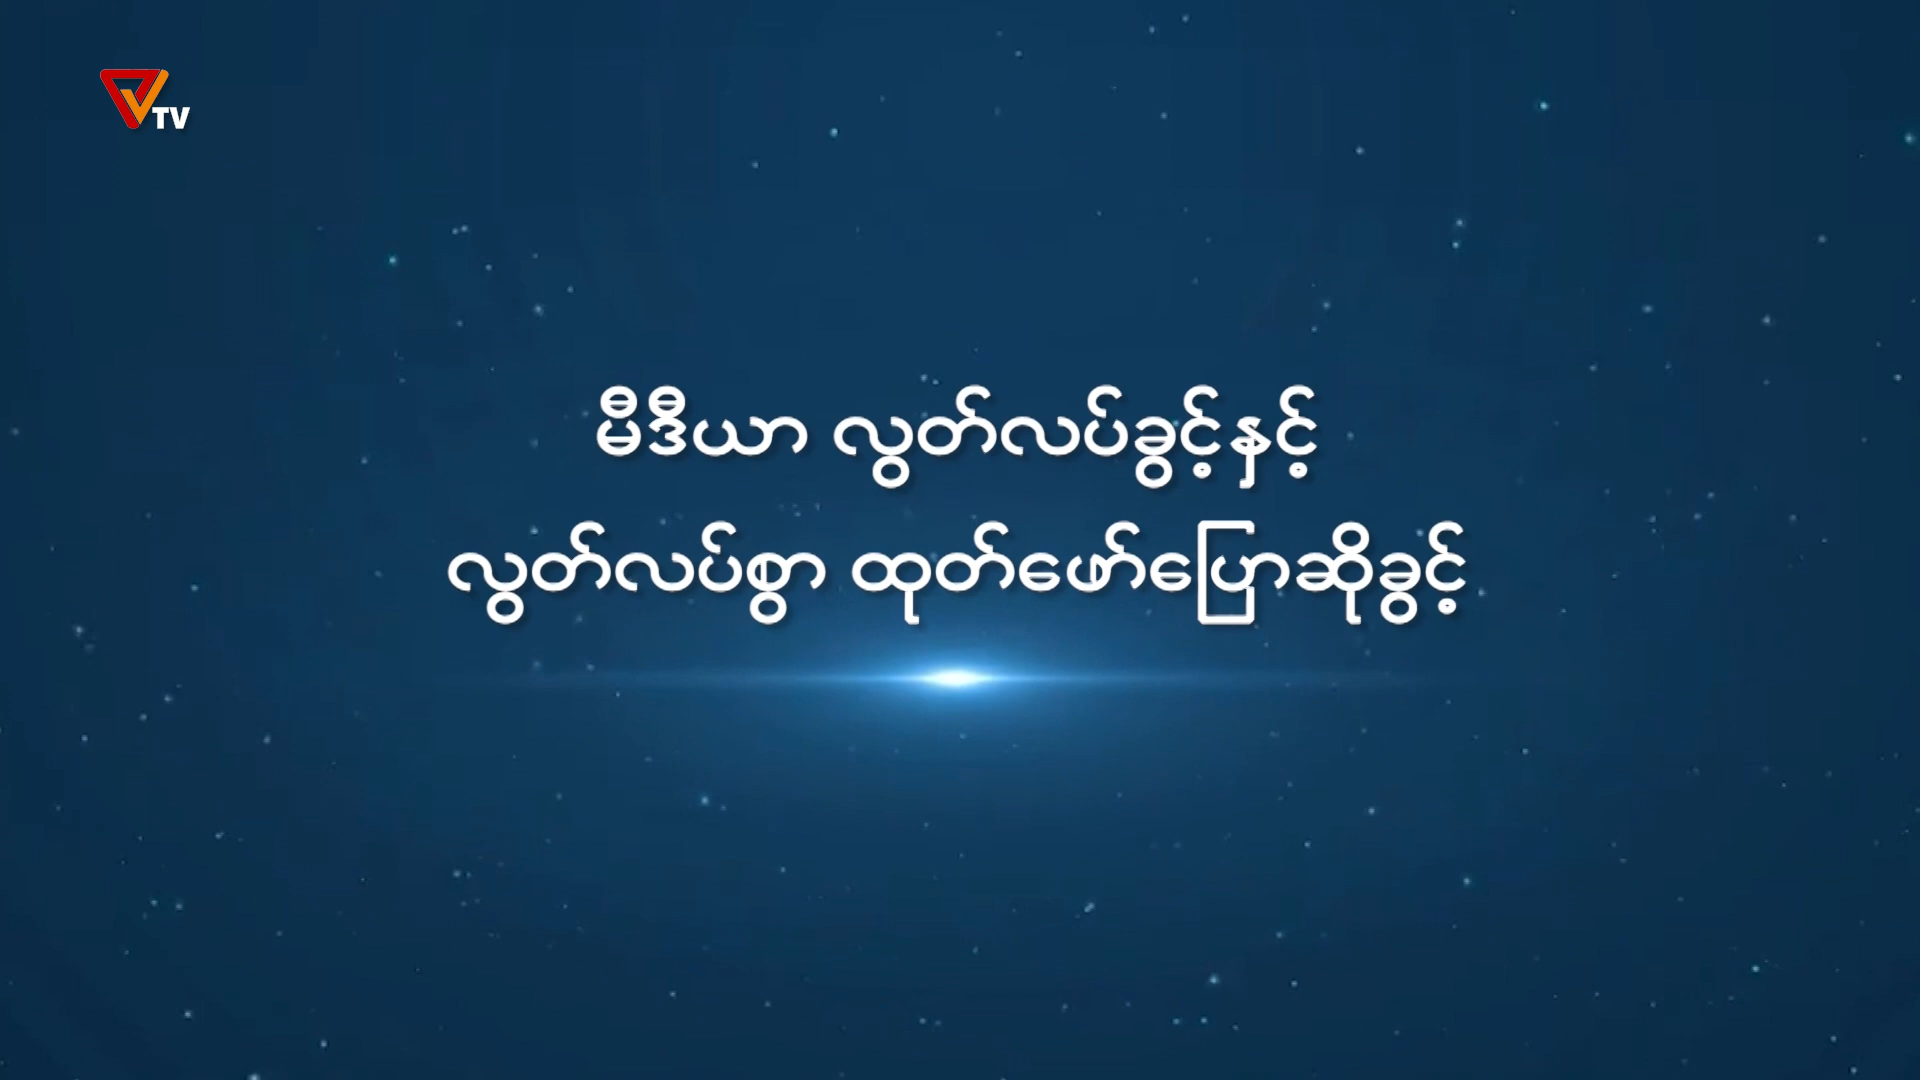 TV
မီဒီယာ လွတ်လပ်ခွင့်နှင့်
လွတ်လပ်စွာ ထုတ်ဖော်ပြောဆိုခွင့်